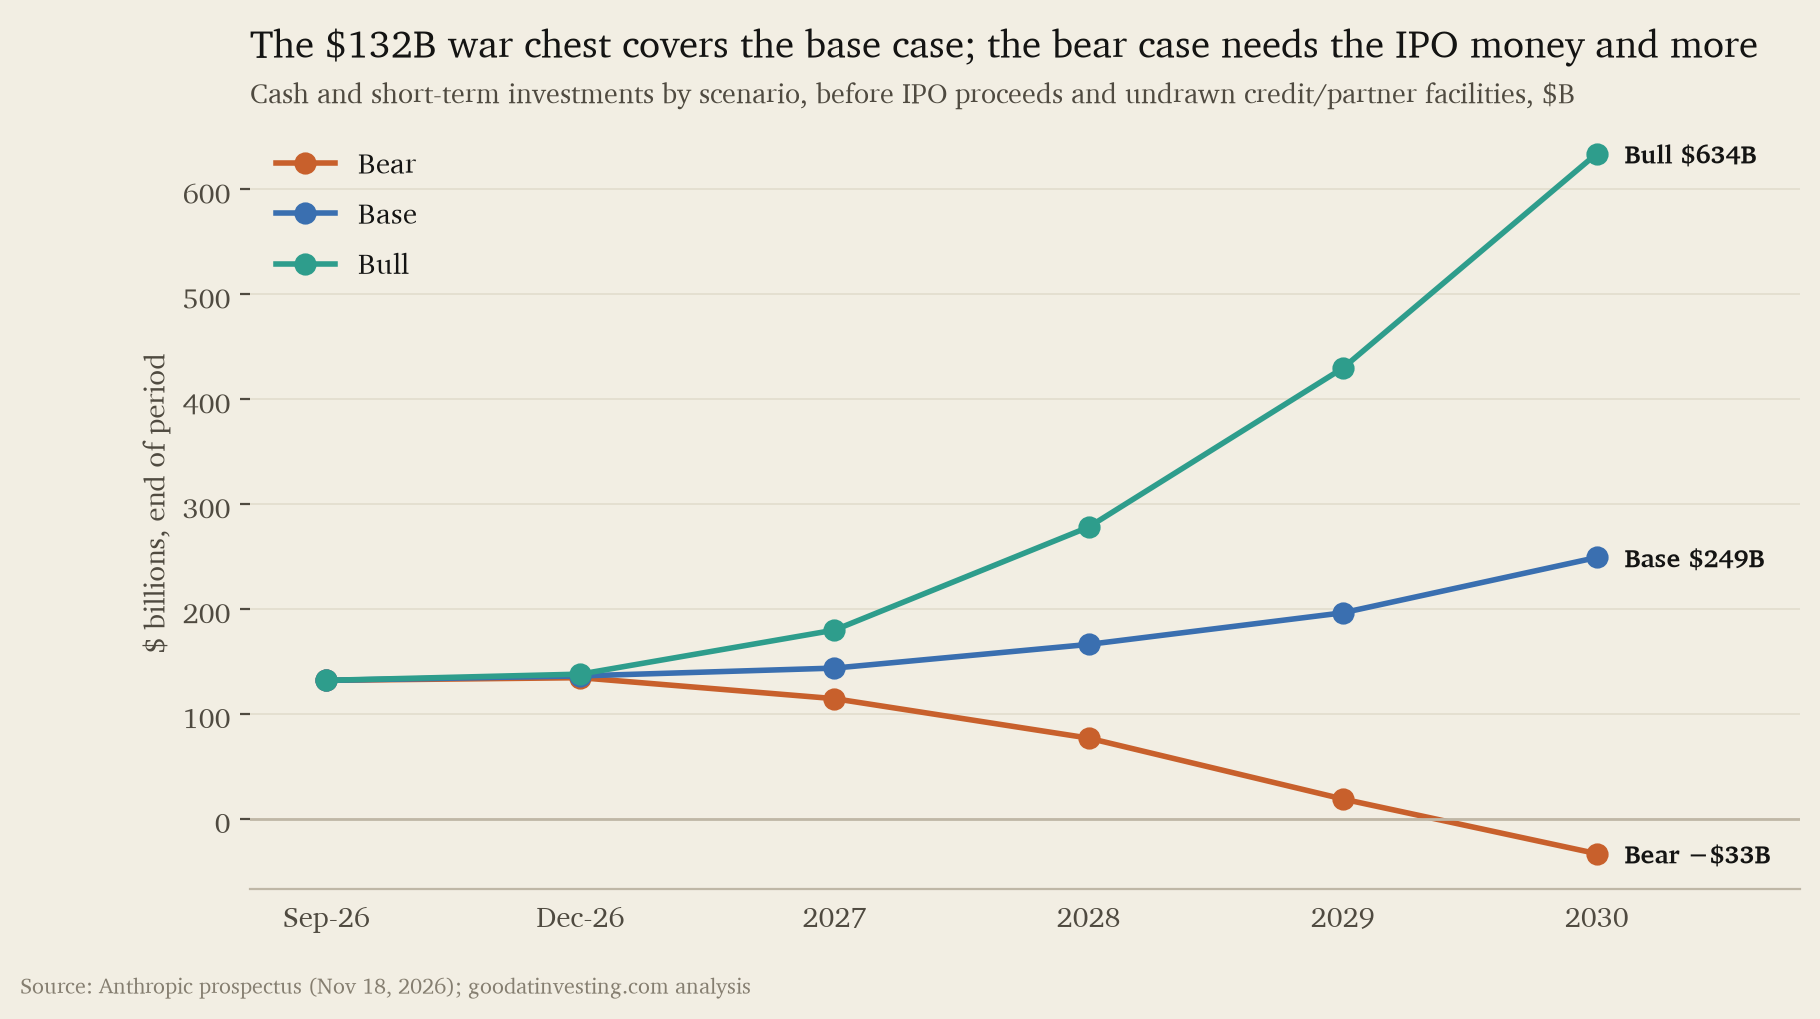 The $132B war chest covers the base case; the bear case needs the IPO money and more
Cash and short-term investments by scenario, before IPO proceeds and undrawn credit/partner facilities, $B
Bear
Base
Bull
$ billions, end of period
600
500
400
300
200
100
0
Bull $634B
Base $249B
Bear −$33B
Sep-26 Dec-26 2027 2028 2029 2030
Source: Anthropic prospectus (Nov 18, 2026); goodatinvesting.com analysis